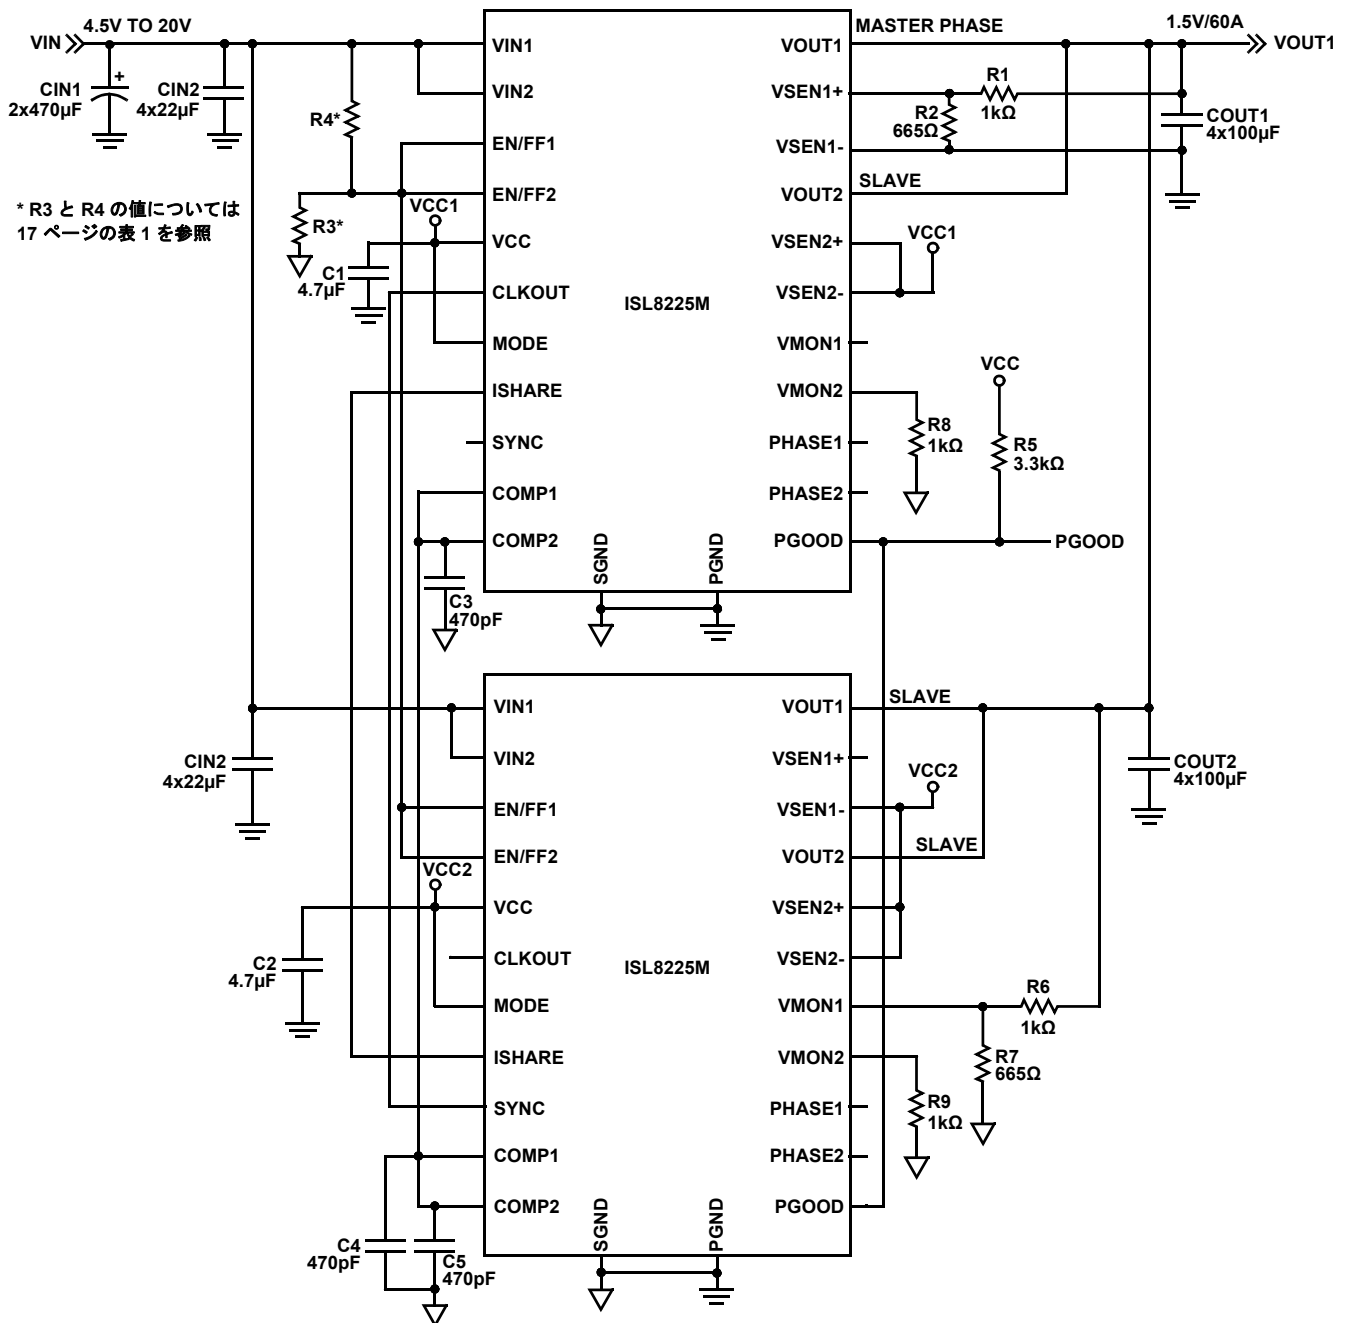 4.5V TO 20V
VIN
CIN1
2x470µF
+
CIN2
4x22µF
R4*
R3*
* R3 と R4 の値については
17 ページの表 1 を参照
VCC1
C1
4.7µF
VIN1
VIN2
EN/FF1
EN/FF2
VCC
CLKOUT
MODE
ISHARE
SYNC
COMP1
COMP2
C3
470pF
ISL8225M
SGND
PGND
VOUT1
VSEN1+
VSEN1-
VOUT2
VSEN2+
VSEN2-
VMON1
VMON2
PHASE1
PHASE2
PGOOD
MASTER PHASE
1.5V/60A
VOUT1
R1
1kΩ
R2
665Ω
COUT1
4x100µF
SLAVE
VCC1
VCC
R8
1kΩ
R5
3.3kΩ
PGOOD
CIN2
4x22µF
VCC2
C2
4.7µF
VIN1
VIN2
EN/FF1
EN/FF2
VCC
CLKOUT
MODE
ISHARE
SYNC
COMP1
COMP2
C4
470pF
C5
470pF
ISL8225M
SGND
PGND
VOUT1
VSEN1+
VSEN1-
VOUT2
VSEN2+
VSEN2-
VMON1
VMON2
PHASE1
PHASE2
PGOOD
SLAVE
VCC2
SLAVE
COUT2
4x100µF
R6
1kΩ
R7
665Ω
R9
1kΩ